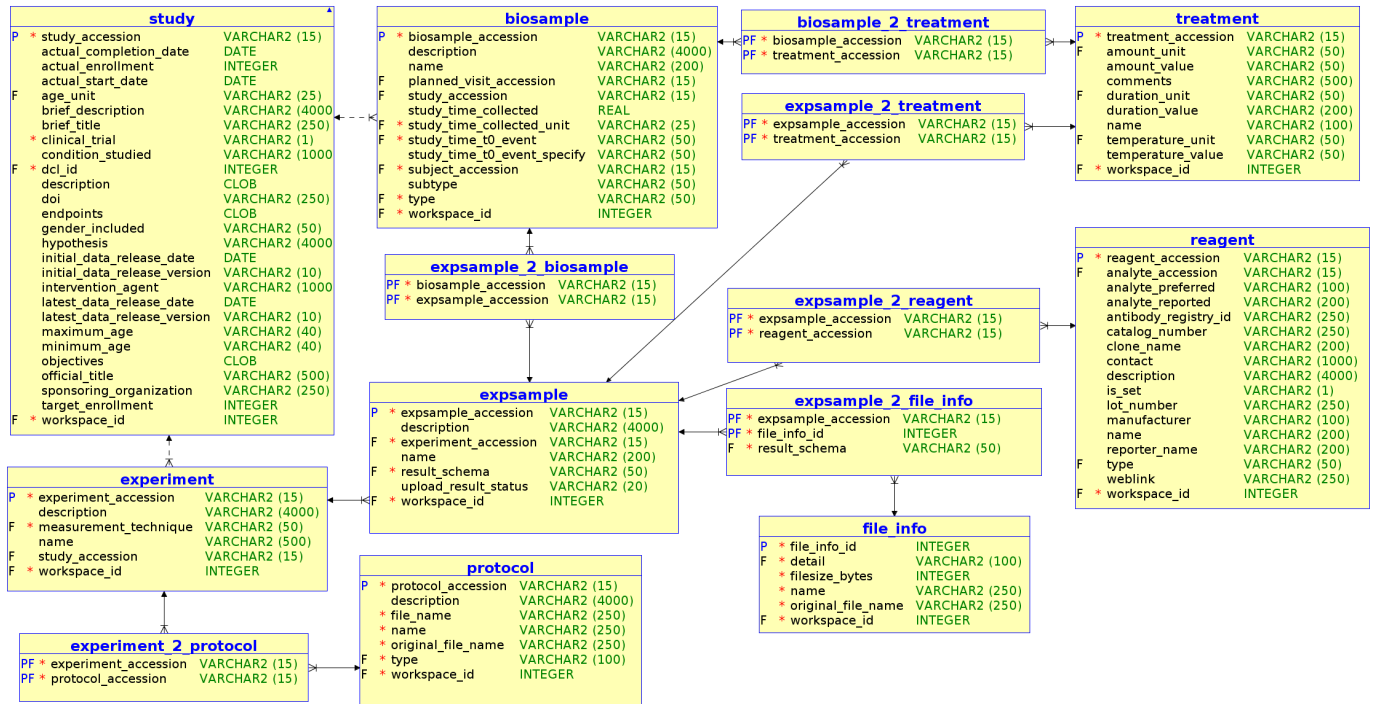 study
P * study_accession VARCHAR2 (15)
actual_completion_date DATE
actual_enrollment INTEGER
actual_start_date DATE
F age_unit VARCHAR2 (25)
brief_description VARCHAR2 (4000
brief_title VARCHAR2 (250)
* clinical_trial VARCHAR2 (1)
condition_studied VARCHAR2 (1000
F * dcl_id INTEGER
description CLOB
doi VARCHAR2 (250)
endpoints CLOB
gender_included VARCHAR2 (50)
hypothesis VARCHAR2 (4000
initial_data_release_date DATE
initial_data_release_version VARCHAR2 (10)
intervention_agent VARCHAR2 (1000
latest_data_release_date DATE
latest_data_release_version VARCHAR2 (10)
maximum_age VARCHAR2 (40)
minimum_age VARCHAR2 (40)
objectives CLOB
official_title VARCHAR2 (500)
sponsoring_organization VARCHAR2 (250)
target_enrollment INTEGER
F * workspace_id INTEGER
biosample
P * biosample_accession VARCHAR2 (15)
description VARCHAR2 (4000)
name VARCHAR2 (200)
F planned_visit_accession VARCHAR2 (15)
F study_accession VARCHAR2 (15)
study_time_collected REAL
F * study_time_collected_unit VARCHAR2 (25)
F * study_time_t0_event VARCHAR2 (50)
study_time_t0_event_specify VARCHAR2 (50)
F * subject_accession VARCHAR2 (15)
subtype VARCHAR2 (50)
F * type VARCHAR2 (50)
F * workspace_id INTEGER
biosample_2_treatment
PF * biosample_accession VARCHAR2 (15)
PF * treatment_accession VARCHAR2 (15)
treatment
P * treatment_accession VARCHAR2 (15)
F amount_unit VARCHAR2 (50)
amount_value VARCHAR2 (50)
comments VARCHAR2 (500)
F duration_unit VARCHAR2 (50)
duration_value VARCHAR2 (200)
name VARCHAR2 (100)
F temperature_unit VARCHAR2 (50)
temperature_value VARCHAR2 (50)
F * workspace_id INTEGER
expsample_2_treatment
PF * expsample_accession VARCHAR2 (15)
PF * treatment_accession VARCHAR2 (15)
expsample_2_biosample
PF * biosample_accession VARCHAR2 (15)
PF * expsample_accession VARCHAR2 (15)
expsample_2_reagent
PF * expsample_accession VARCHAR2 (15)
PF * reagent_accession VARCHAR2 (15)
reagent
P * reagent_accession VARCHAR2 (15)
F analyte_accession VARCHAR2 (15)
analyte_preferred VARCHAR2 (100)
analyte_reported VARCHAR2 (200)
antibody_registry_id VARCHAR2 (250)
catalog_number VARCHAR2 (250)
clone_name VARCHAR2 (200)
contact VARCHAR2 (1000)
description VARCHAR2 (4000)
is_set VARCHAR2 (1)
lot_number VARCHAR2 (250)
manufacturer VARCHAR2 (100)
name VARCHAR2 (200)
reporter_name VARCHAR2 (200)
F type VARCHAR2 (50)
weblink VARCHAR2 (250)
F * workspace_id INTEGER
expsample
P * expsample_accession VARCHAR2 (15)
description VARCHAR2 (4000)
F * experiment_accession VARCHAR2 (15)
name VARCHAR2 (200)
F * result_schema VARCHAR2 (50)
upload_result_status VARCHAR2 (20)
F * workspace_id INTEGER
expsample_2_file_info
PF * expsample_accession VARCHAR2 (15)
PF * file_info_id INTEGER
F * result_schema VARCHAR2 (50)
experiment
P * experiment_accession VARCHAR2 (15)
description VARCHAR2 (4000)
F * measurement_technique VARCHAR2 (50)
name VARCHAR2 (500)
F study_accession VARCHAR2 (15)
F * workspace_id INTEGER
file_info
P * file_info_id INTEGER
F * detail VARCHAR2 (100)
* filesize_bytes INTEGER
* name VARCHAR2 (250)
* original_file_name VARCHAR2 (250)
F * workspace_id INTEGER
protocol
P * protocol_accession VARCHAR2 (15)
description VARCHAR2 (4000)
* file_name VARCHAR2 (250)
* name VARCHAR2 (250)
* original_file_name VARCHAR2 (250)
F * type VARCHAR2 (100)
F * workspace_id INTEGER
experiment_2_protocol
PF * experiment_accession VARCHAR2 (15)
PF * protocol_accession VARCHAR2 (15)